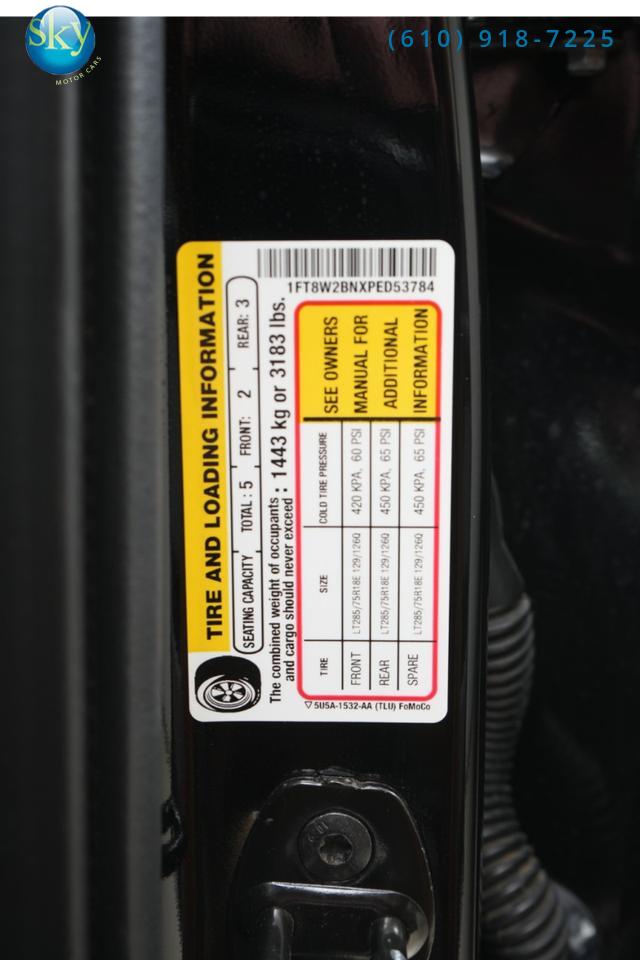 Sky
MOTOR CARS
(610) 918-7225
1FT8W2BNXPED53784
TIRE AND LOADING INFORMATION
SEATING CAPACITY TOTAL : 5 FRONT: 2 REAR: 3
The combined weight of occupants
and cargo should never exceed : 1443 kg or 3183 lbs.
TIRE SIZE COLD TIRE PRESSURE
FRONT LT285/75R18E 129/126Q 420 KPA, 60 PSI
REAR LT285/75R18E 129/126Q 450 KPA, 65 PSI
SPARE LT285/75R18E 129/126Q 450 KPA, 65 PSI
SEE OWNERS
MANUAL FOR
ADDITIONAL
INFORMATION
▽ 5U5A-1532-AA (TLU) FoMoCo